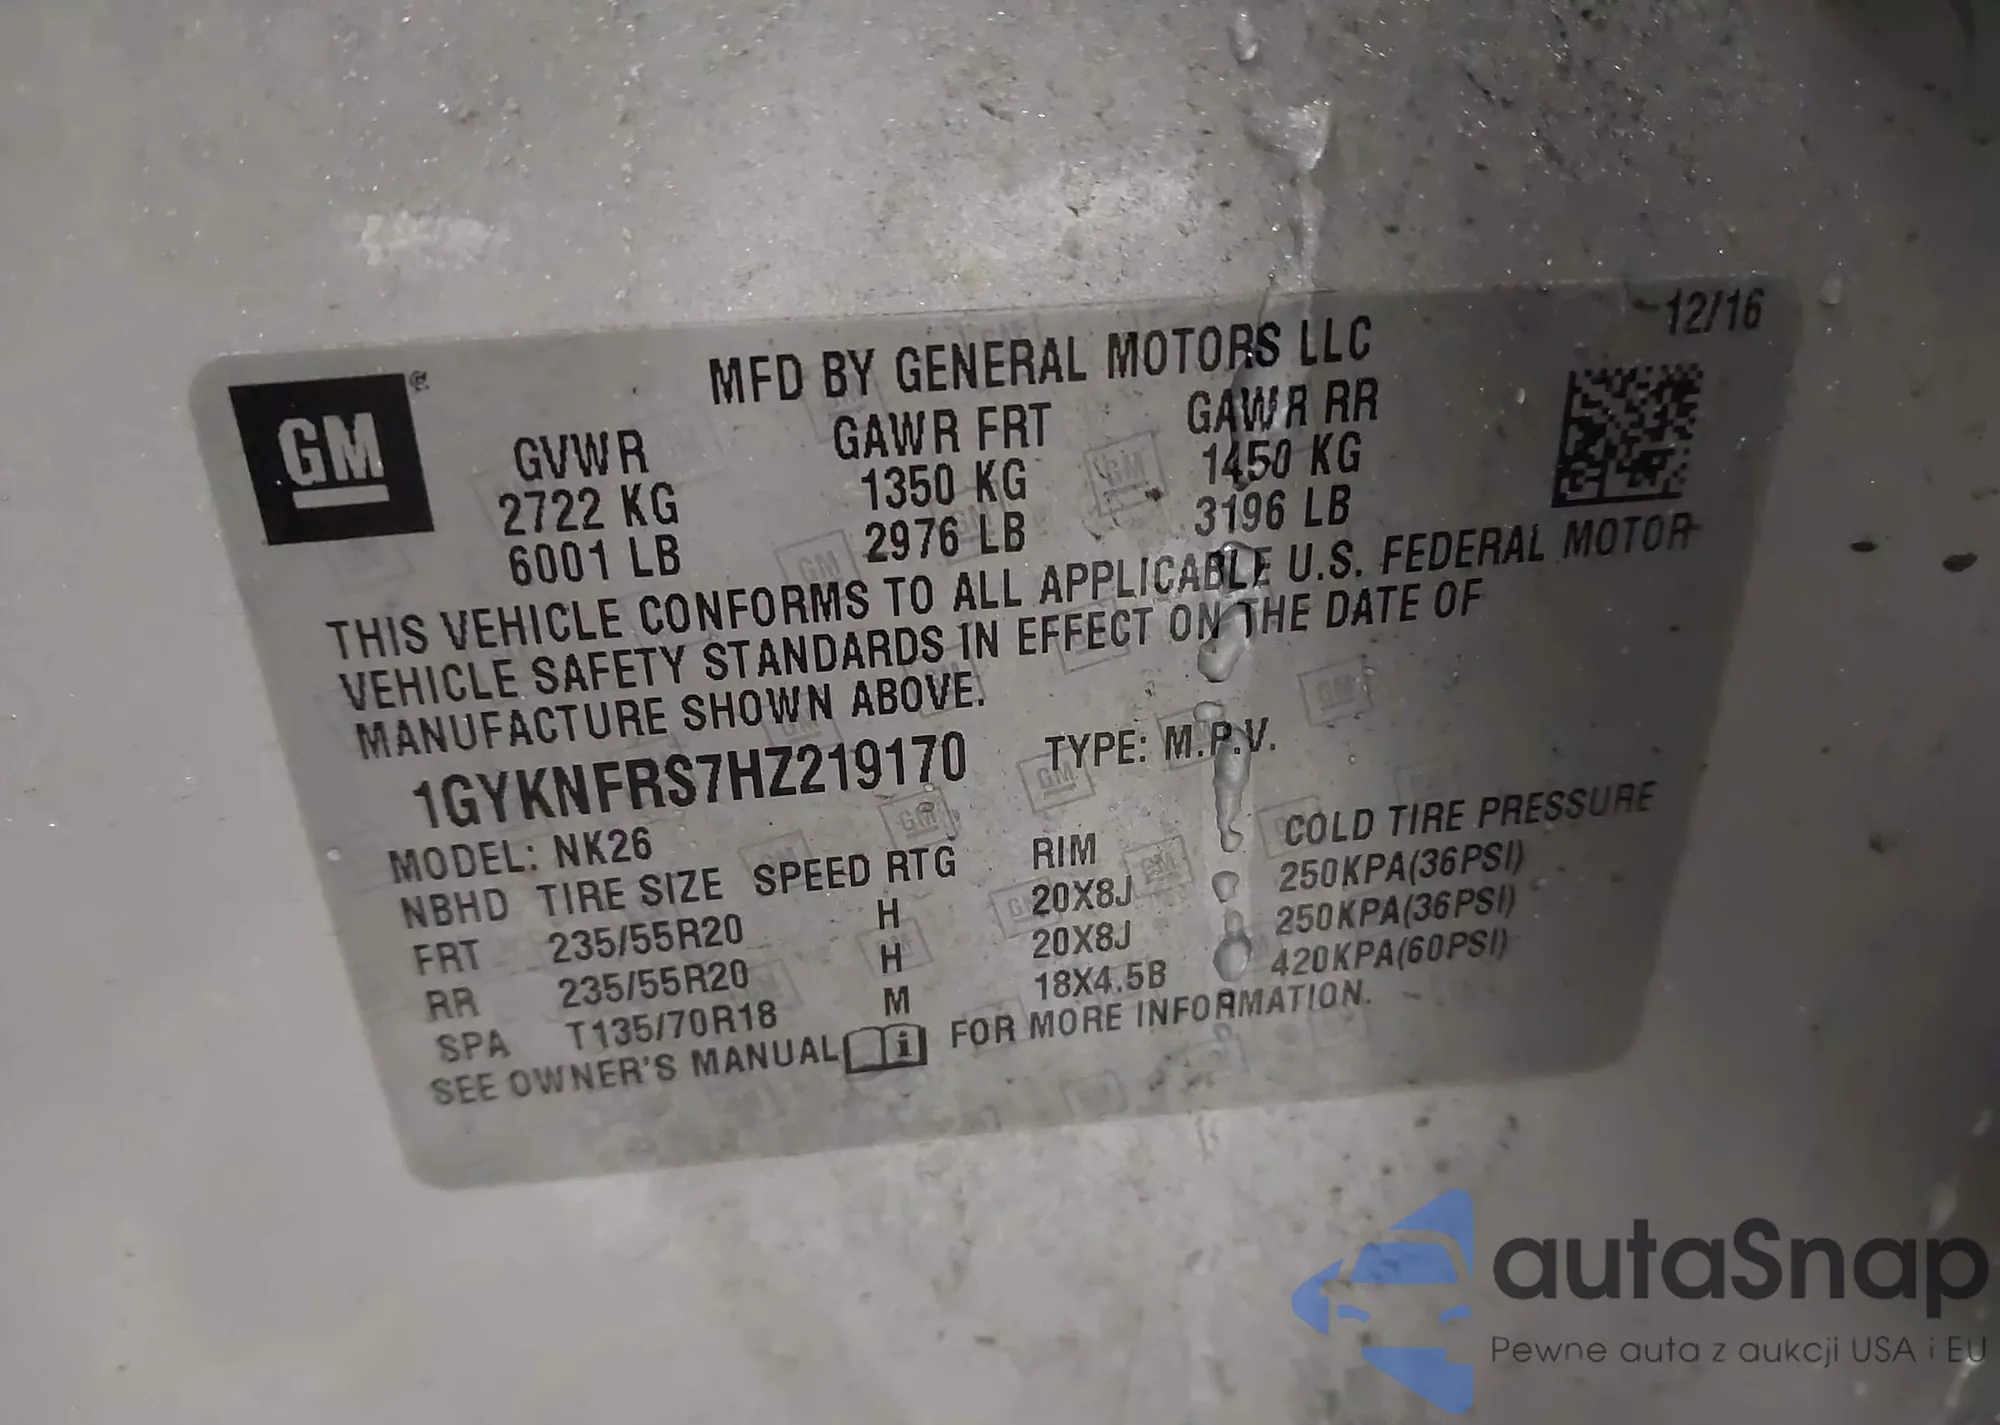 12/16
GM
MFD BY GENERAL MOTORS LLC
GVWR GAWR FRT GAWR RR
2722 KG 1350 KG 1450 KG
6001 LB 2976 LB 3196 LB
THIS VEHICLE CONFORMS TO ALL APPLICABLE U.S. FEDERAL MOTOR
VEHICLE SAFETY STANDARDS IN EFFECT ON THE DATE OF
MANUFACTURE SHOWN ABOVE.
1GYKNFRS7HZ219170 TYPE: M.P.V.
MODEL: NK26
NBHD TIRE SIZE SPEED RTG RIM COLD TIRE PRESSURE
FRT 235/55R20 H 20X8J 250KPA(36PSI)
RR 235/55R20 H 20X8J 250KPA(36PSI)
SPA T135/70R18 M 18X4.5B 420KPA(60PSI)
SEE OWNER'S MANUAL i FOR MORE INFORMATION.
autaSnap
Pewne auta z aukcji USA i EU